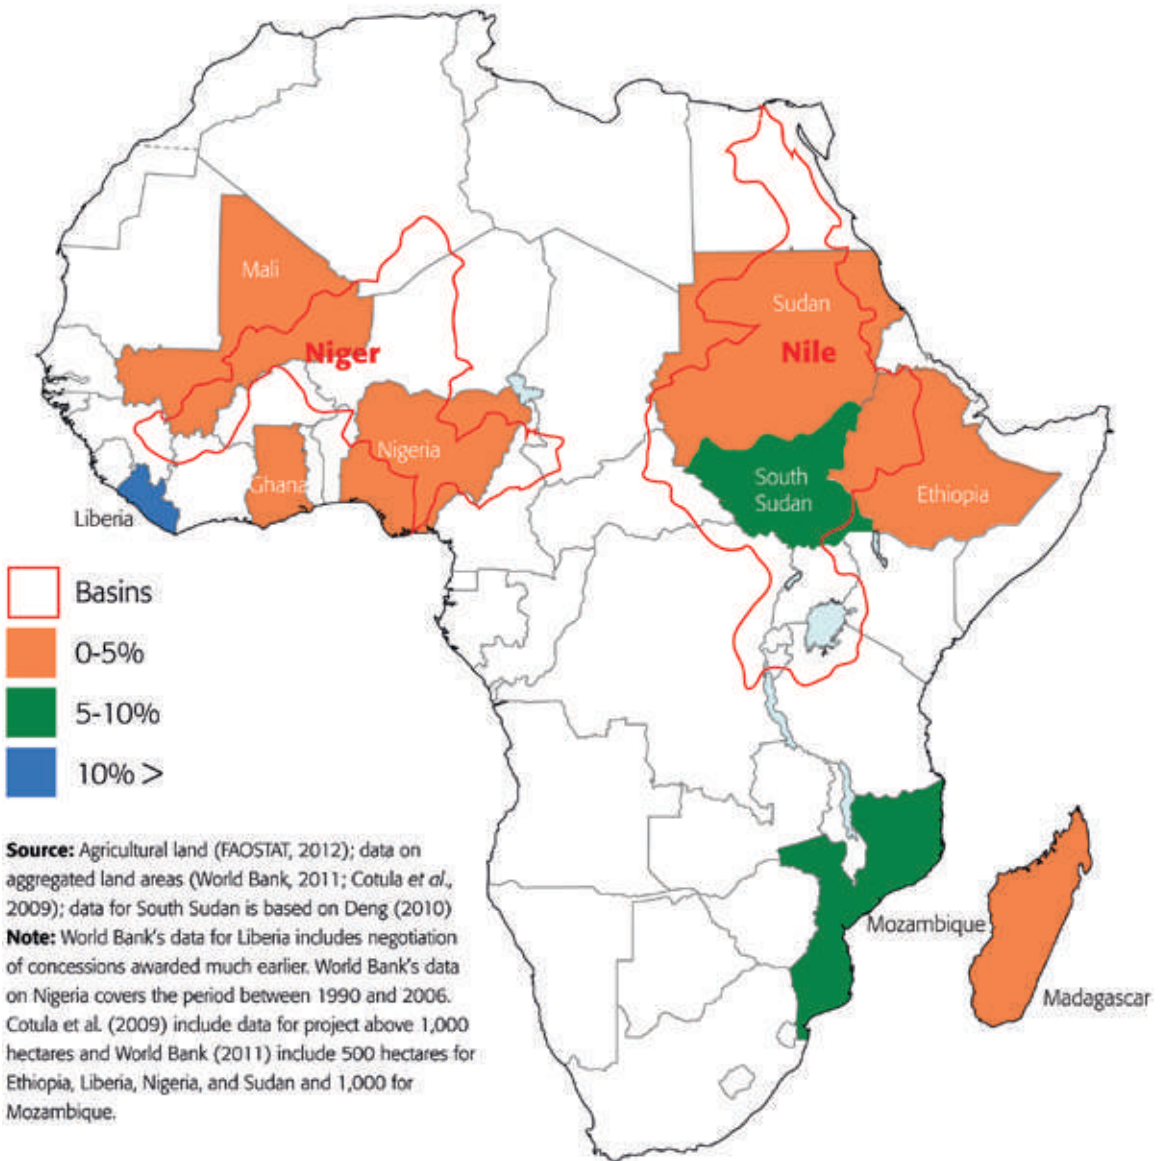 Mali
Sudan
Niger
Nile
Nigeria
Ghana
South
Sudan
Ethiopia
Liberia
Basins
0-5%
5-10%
10% >
Mozambique
Madagascar
Source: Agricultural land (FAOSTAT, 2012); data on
aggregated land areas (World Bank, 2011; Cotula et al.,
2009); data for South Sudan is based on Deng (2010)
Note: World Bank's data for Liberia includes negotiation
of concessions awarded much earlier. World Bank's data
on Nigeria covers the period between 1990 and 2006.
Cotula et al. (2009) include data for project above 1,000
hectares and World Bank (2011) include 500 hectares for
Ethiopia, Liberia, Nigeria, and Sudan and 1,000 for
Mozambique.